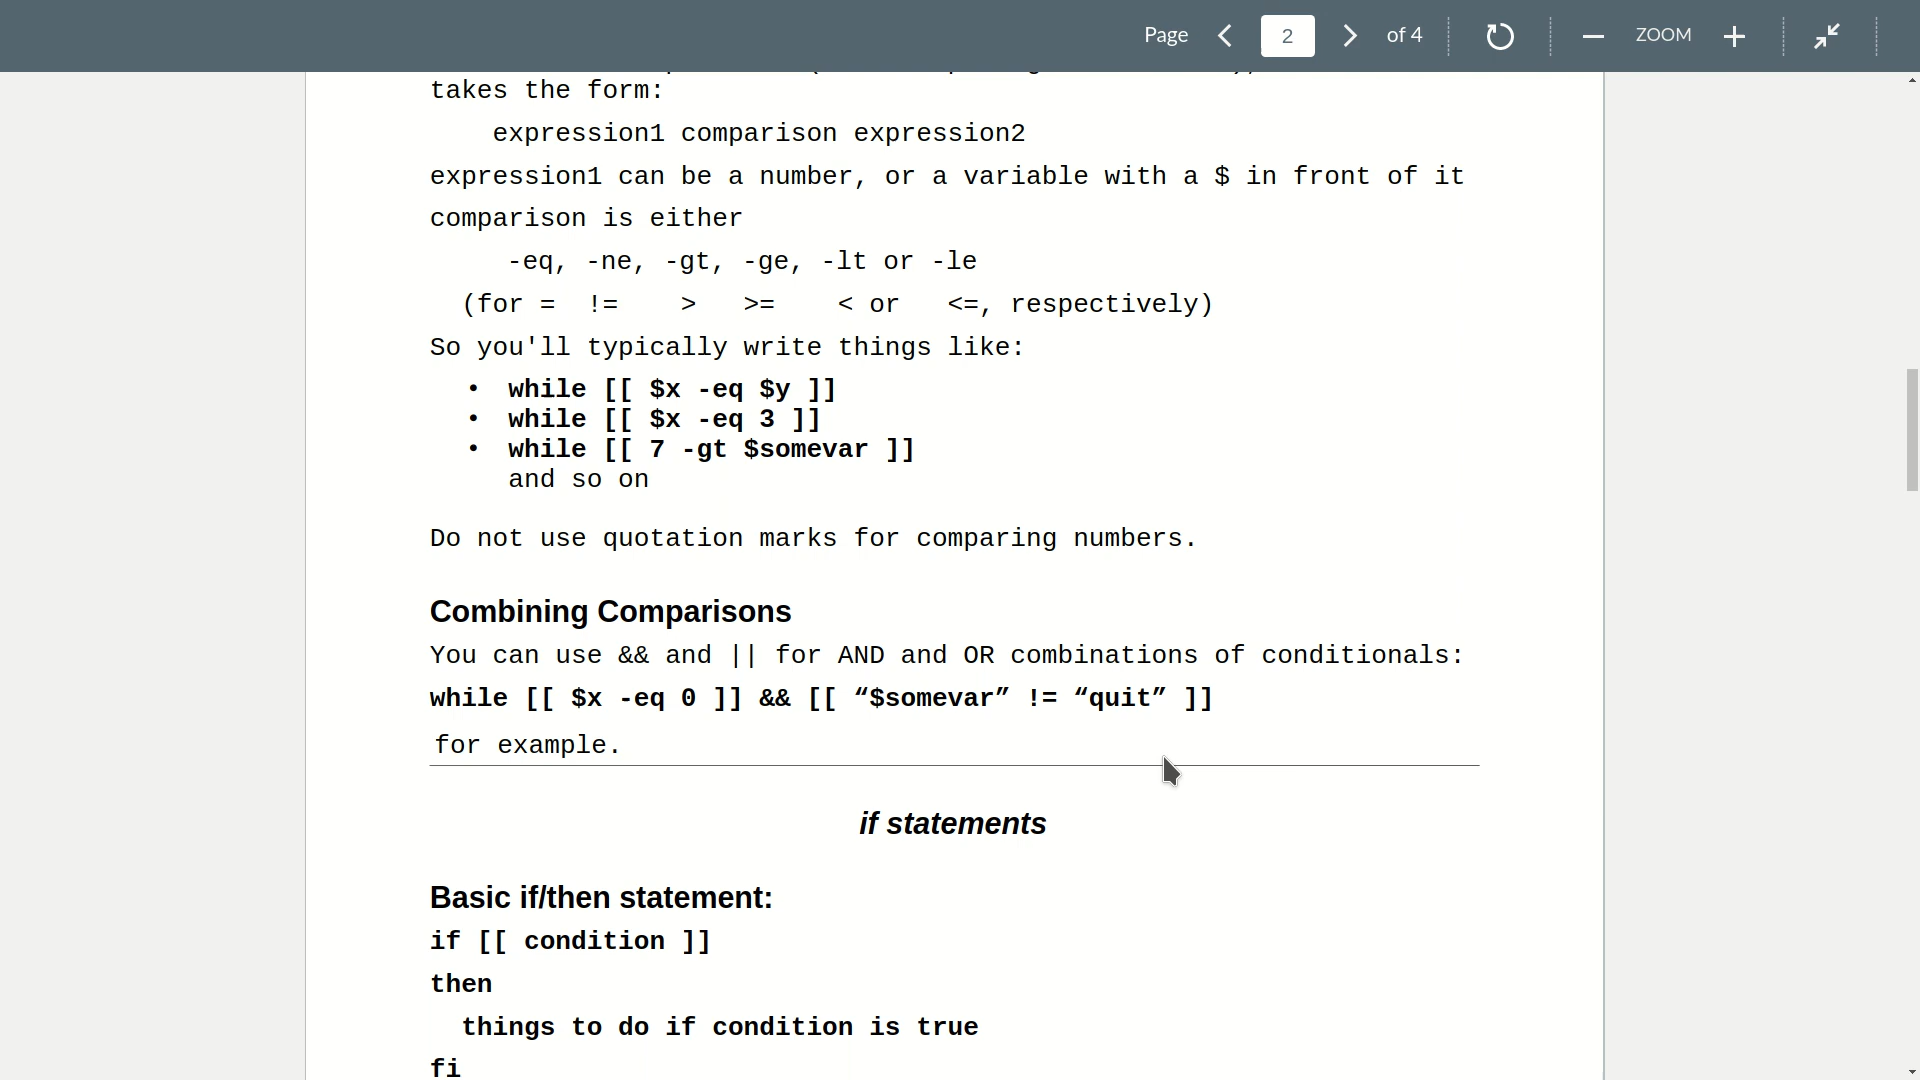 Page 2 of 4 ZOOM
takes the form:
expression1 comparison expression2
expression1 can be a number, or a variable with a $ in front of it
comparison is either
-eq, -ne, -gt, -ge, -lt or -le
(for = != > >= < or <=, respectively)
So you'll typically write things like:
• while [[ $x -eq $y ]]
• while [[ $x -eq 3 ]]
• while [[ 7 -gt $somevar ]]
and so on
Do not use quotation marks for comparing numbers.
Combining Comparisons
You can use && and || for AND and OR combinations of conditionals:
while [[ $x -eq 0 ]] && [[ “$somevar” != “quit” ]]
for example.
if statements
Basic if/then statement:
if [[ condition ]]
then
things to do if condition is true
fi